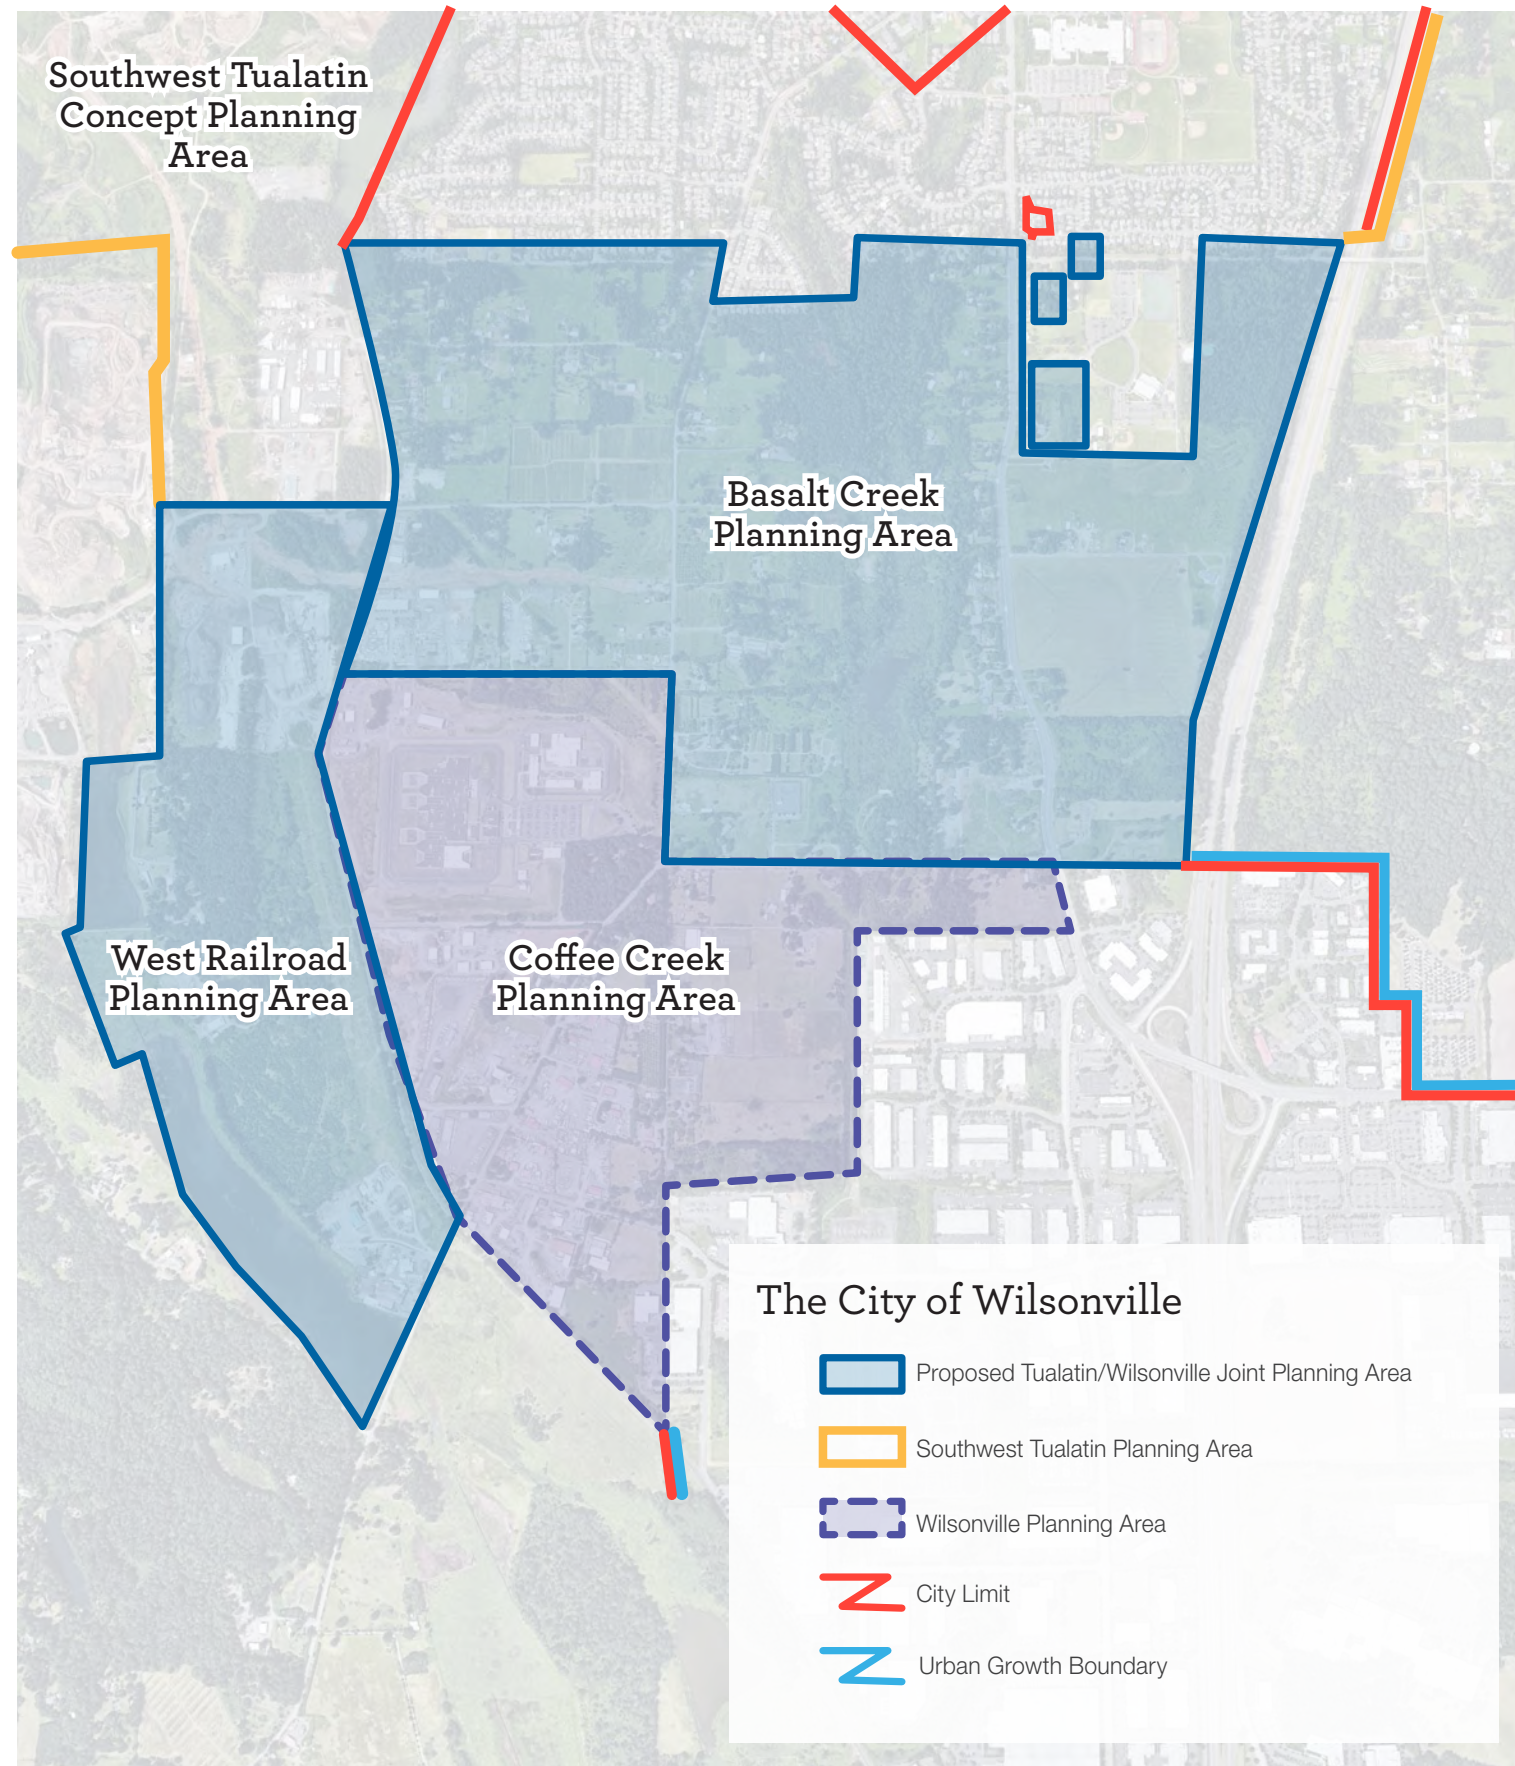 Southwest Tualatin
Concept Planning
Area
Basalt Creek
Planning Area
West Railroad
Planning Area
Coffee Creek
Planning Area
The City of Wilsonville
Proposed Tualatin/Wilsonville Joint Planning Area
Southwest Tualatin Planning Area
Wilsonville Planning Area
City Limit
Urban Growth Boundary